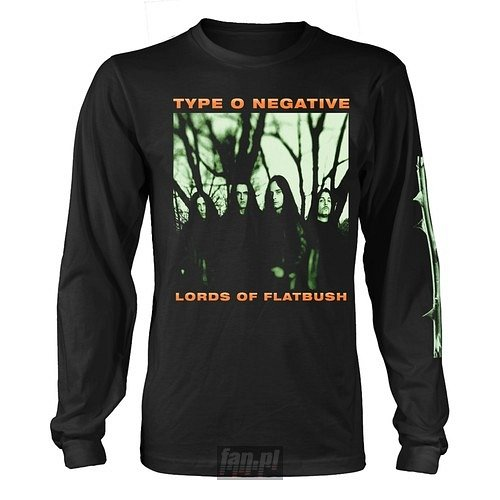 TYPE O NEGATIVE
LORDS OF FLATBUSH
fan.pl